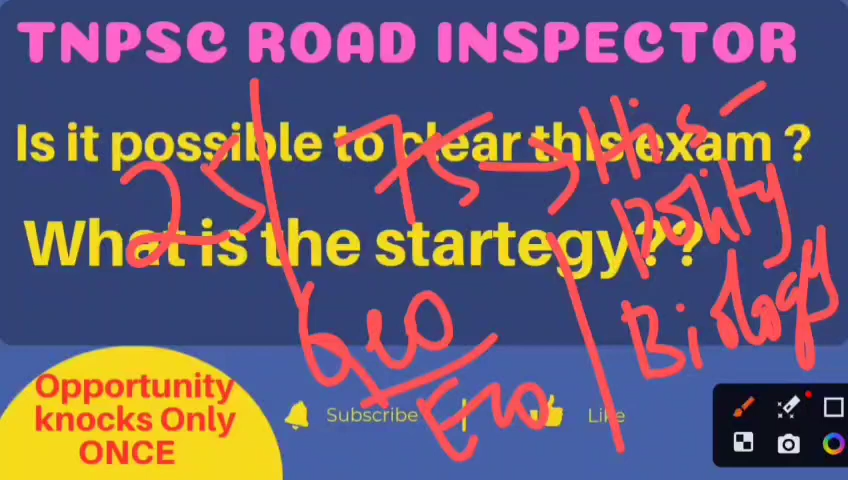 TNPSC ROAD INSPECTOR
Is it possible to clear this exam ?
25 75 → His -
What is the startegy??
Polity
Biology
Geo
Eco
Opportunity
knocks Only
ONCE
Subscribe
Like